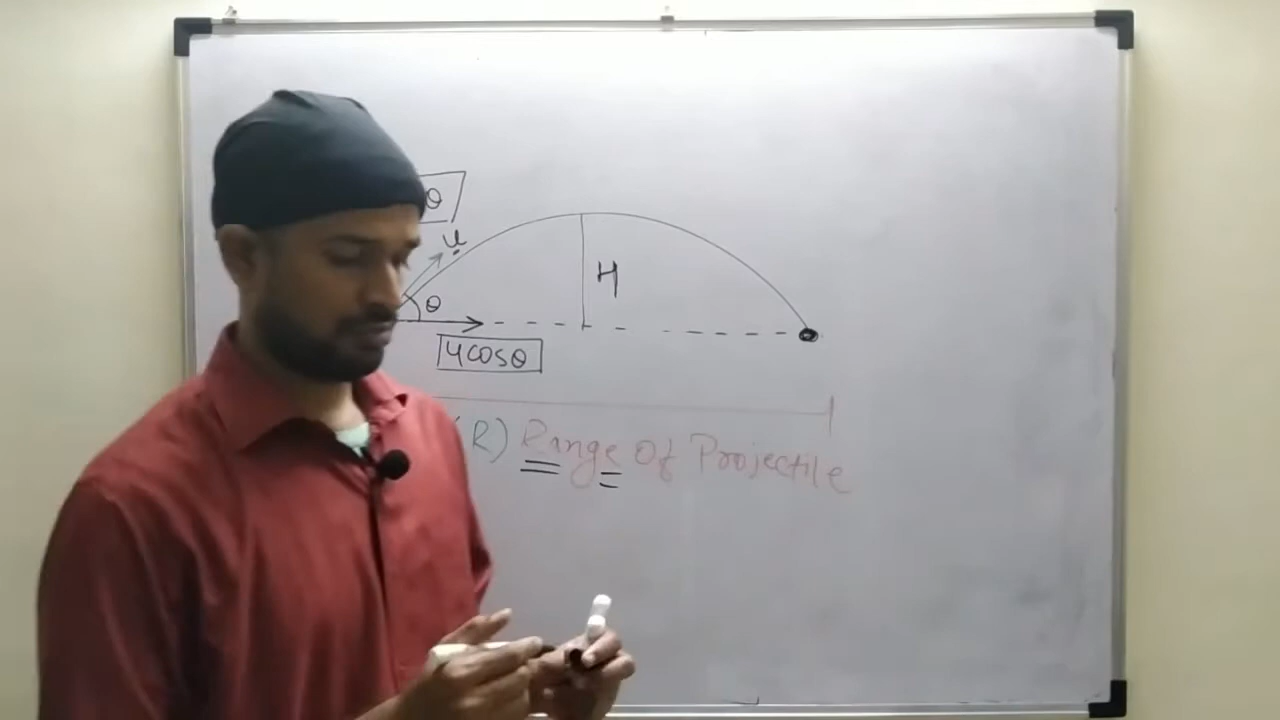 θ
u
θ
H
ucosθ
(R) Range Of Projectile